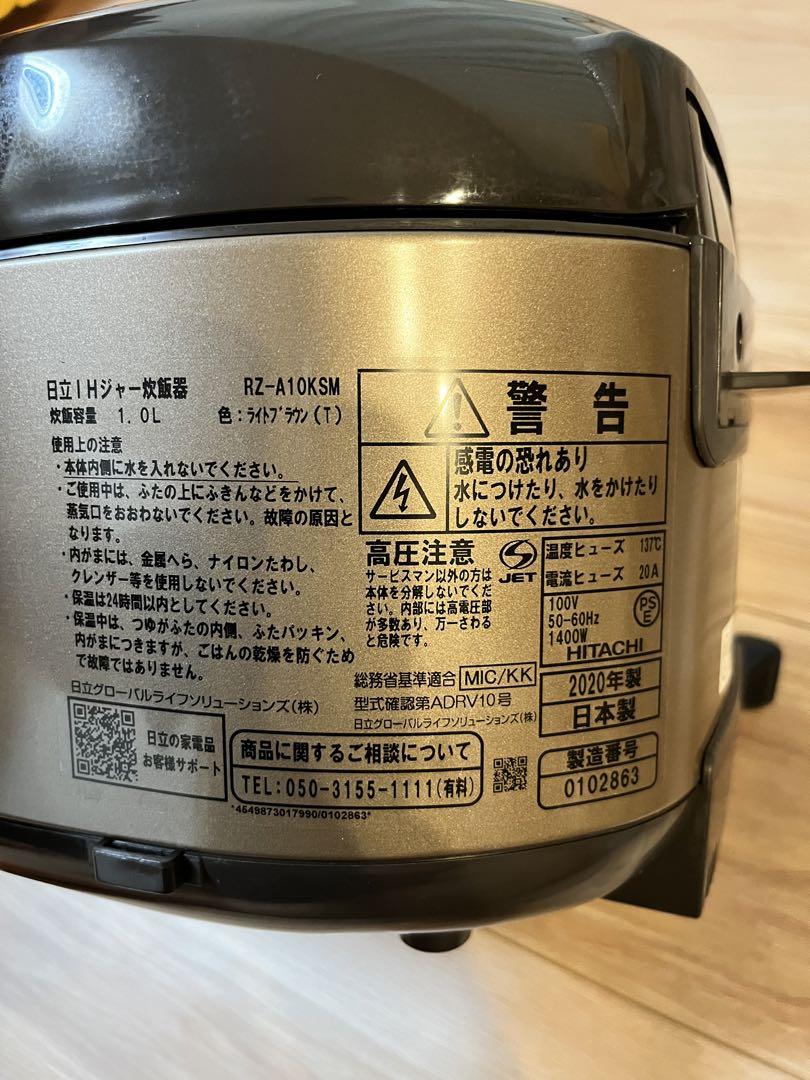 日立IHジャー炊飯器 RZ-A10KSM
炊飯容量 1.0L 色:ライトブラウン(T)
使用上の注意
・本体内側に水を入れないでください。
・ご使用中は、ふたの上にふきんなどをかけて、
蒸気口をおおわないでください。故障の原因と
なります。
・内がまには、金属へら、ナイロンたわし、
クレンザー等を使用しないでください。
・保温は24時間以内としてください。
・保温中は、つゆがふたの内側、ふたパッキン、
内がまにつきますが、ごはんの乾燥を防ぐため
で故障ではありません。
日立グローバルライフソリューションズ(株)
日立の家電品
お客様サポート
警告
感電の恐れあり
水につけたり、水をかけたり
しないでください。
高圧注意
サービスマン以外の方は
本体を分解しないでくだ
さい。内部には高電圧部
が多数あり、万一さわる
と危険です。
JET
温度ヒューズ 137℃
電流ヒューズ 20A
100V
50-60Hz
1400W
PSE
HITACHI
総務省基準適合 MIC/KK
型式確認第ADRV10号
日立グローバルライフソリューションズ(株)
2020年製
日本製
商品に関するご相談について
TEL:050-3155-1111(有料)
製造番号
0102863
*4549873017990/0102863*